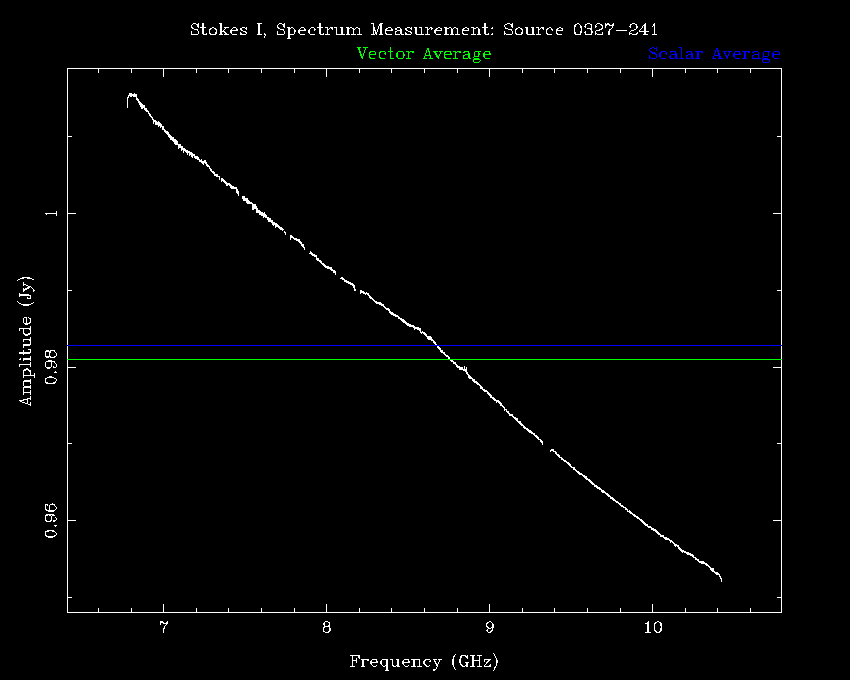 Stokes I, Spectrum Measurement: Source 0327-241
Vector Average
Scalar Average
1
0.98
0.96
Amplitude (Jy)
7
8
9
10
Frequency (GHz)